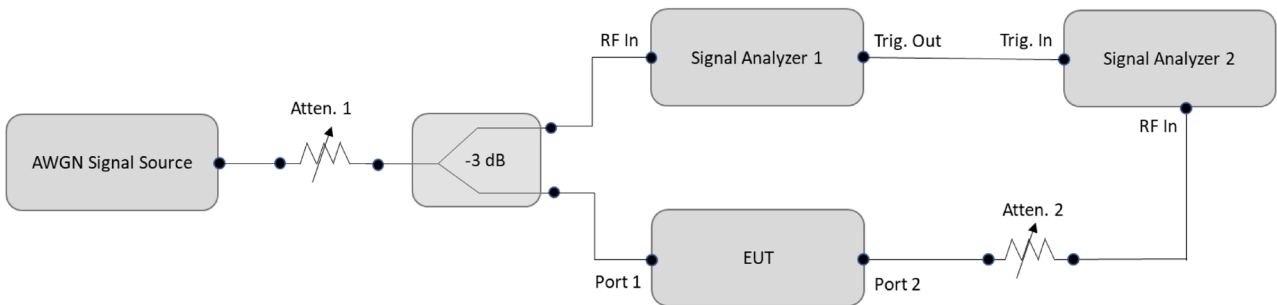 AWGN Signal Source
Atten. 1
-3 dB
RF In
Signal Analyzer 1
Trig. Out
Trig. In
Signal Analyzer 2
RF In
Port 1
EUT
Port 2
Atten. 2